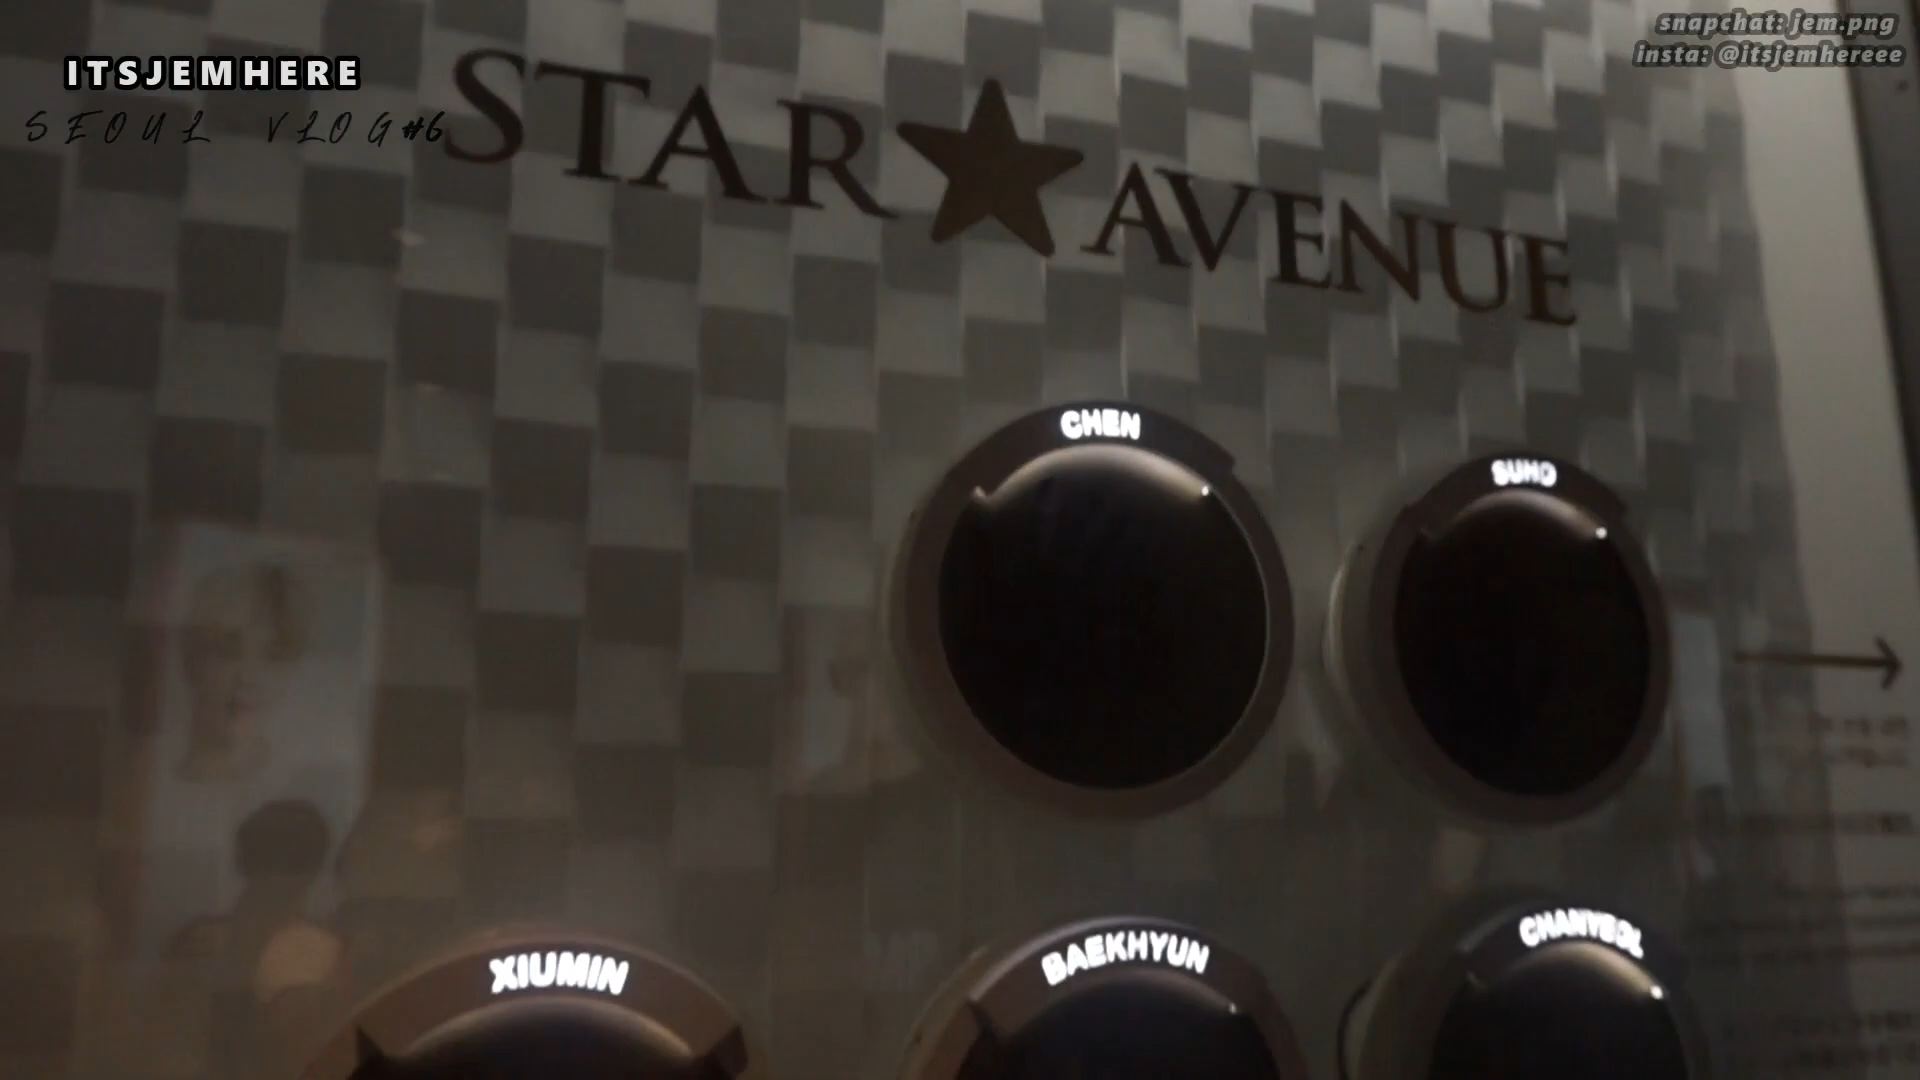 snapchat: jem.png
insta: @itsjemhereee
ITSJEMHERE
SEOUL VLOG #6
STAR AVENUE
CHEN
SUHO
XIUMIN
BAEKHYUN
CHANYEOL